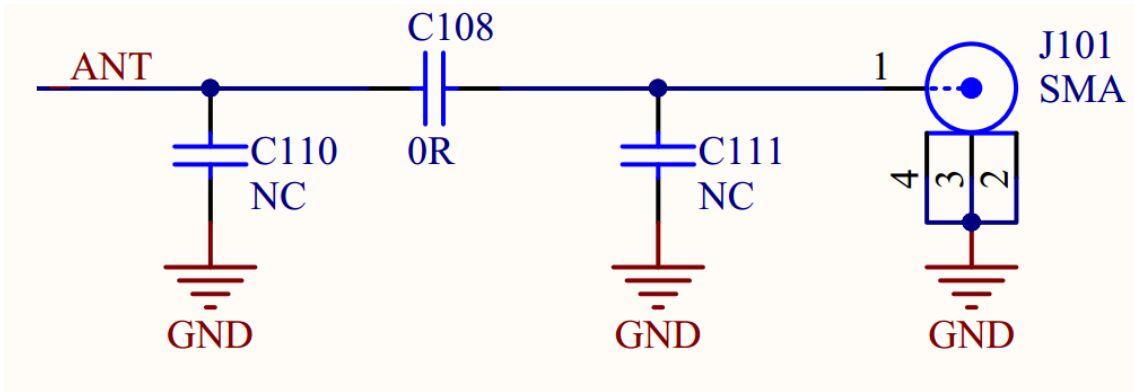 C108
J101
ANT
1
SMA
C110
0R
C111
NC
NC
4
3
2
GND
GND
GND